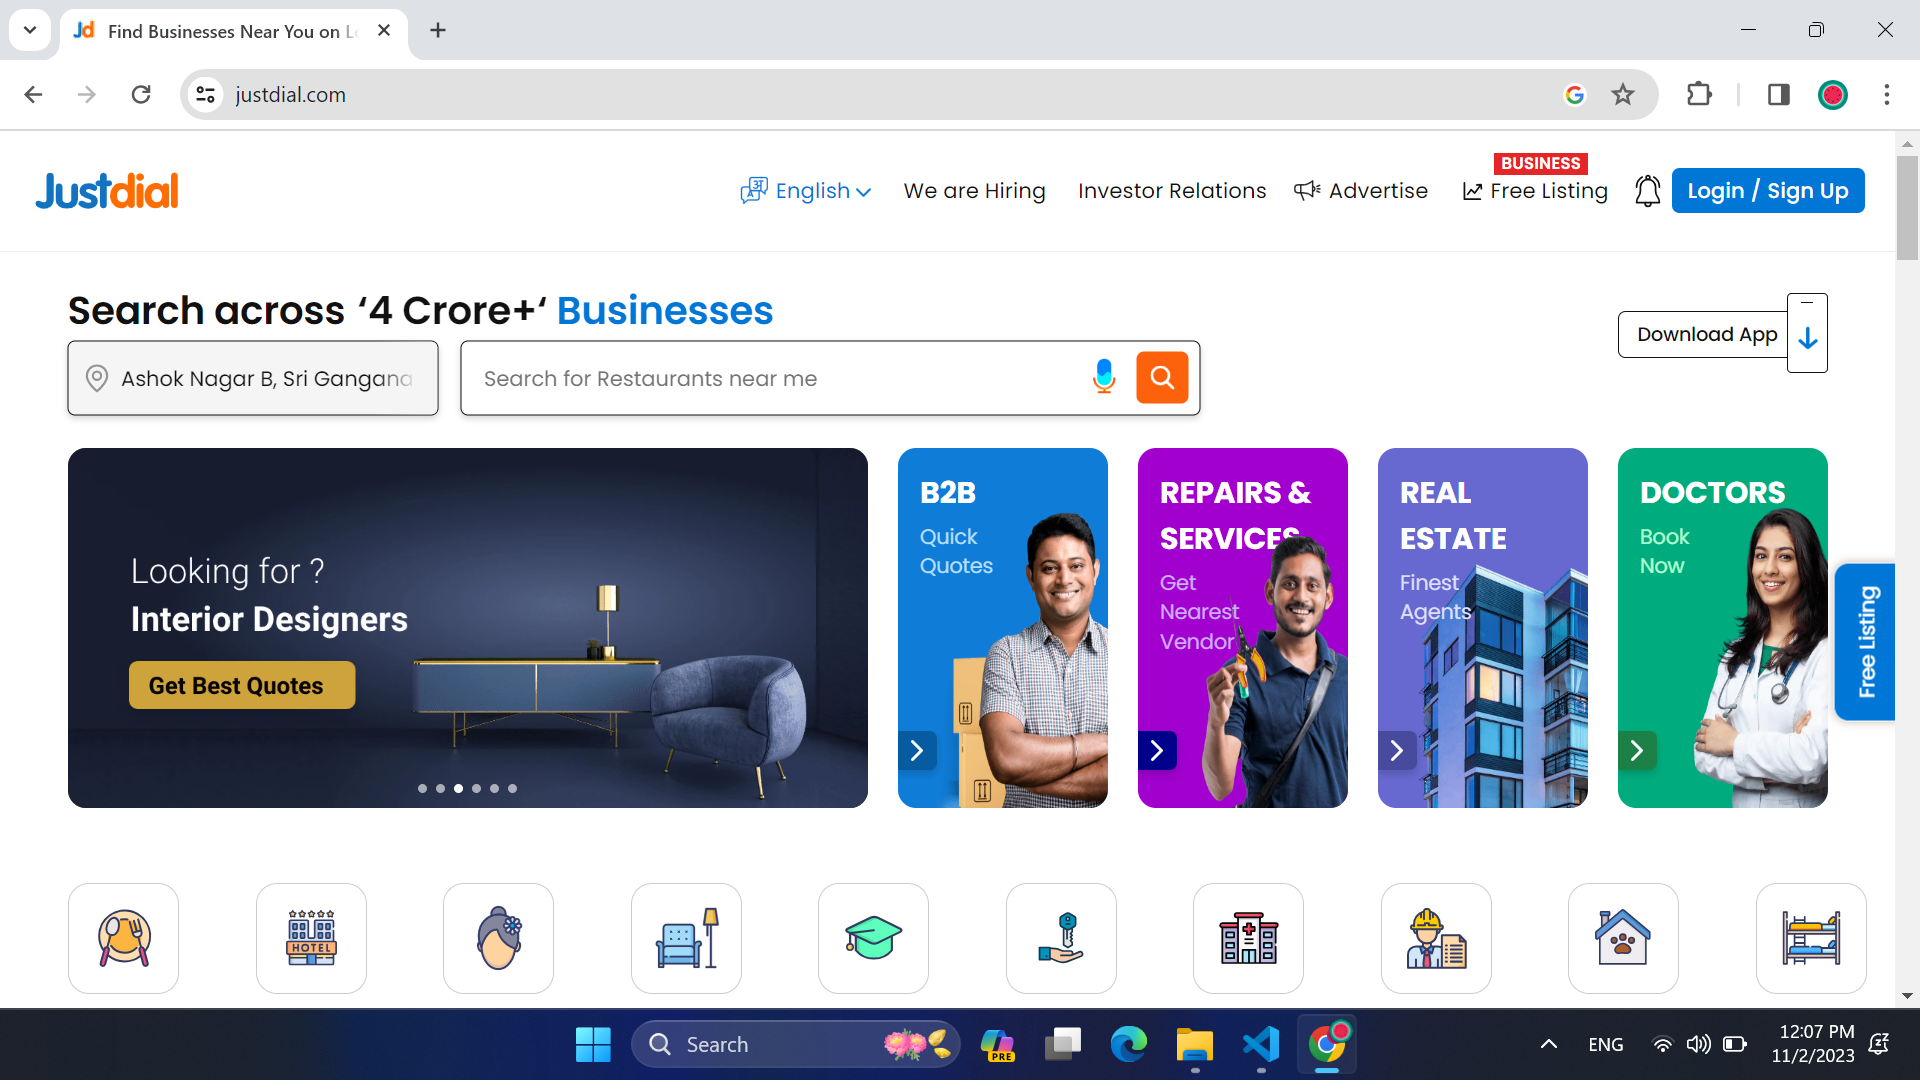 Find Businesses Near You on Lo
justdial.com
Justdial
English
We are Hiring
Investor Relations
Advertise
BUSINESS
Free Listing
Login / Sign Up
Search across ‘4 Crore+‘ Businesses
Download App
Ashok Nagar B, Sri Gangana
Search for Restaurants near me
Looking for ?
Interior Designers
Get Best Quotes
B2B
Quick
Quotes
REPAIRS &
SERVICES
Get
Nearest
Vendor
REAL
ESTATE
Finest
Agents
DOCTORS
Book
Now
Free Listing
HOTEL
Search
PRE
ENG
12:07 PM
11/2/2023